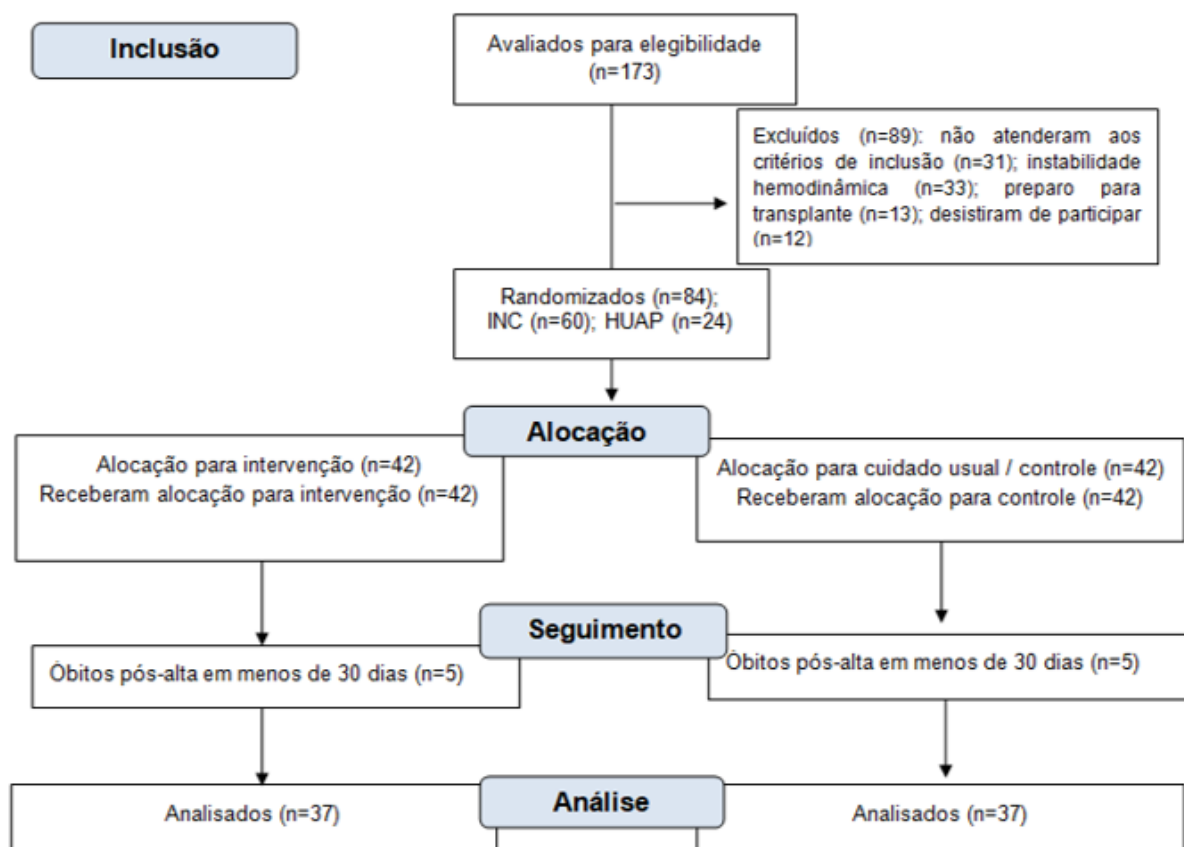 Inclusão
Avaliados para elegibilidade
(n=173)
Excluídos (n=89): não atenderam aos
critérios de inclusão (n=31); instabilidade
hemodinâmica (n=33); preparo para
transplante (n=13); desistiram de participar
(n=12)
Randomizados (n=84);
INC (n=60); HUAP (n=24)
Alocação
Alocação para intervenção (n=42)
Receberam alocação para intervenção (n=42)
Alocação para cuidado usual / controle (n=42)
Receberam alocação para controle (n=42)
Seguimento
Óbitos pós-alta em menos de 30 dias (n=5)
Óbitos pós-alta em menos de 30 dias (n=5)
Análise
Analisados (n=37)
Analisados (n=37)